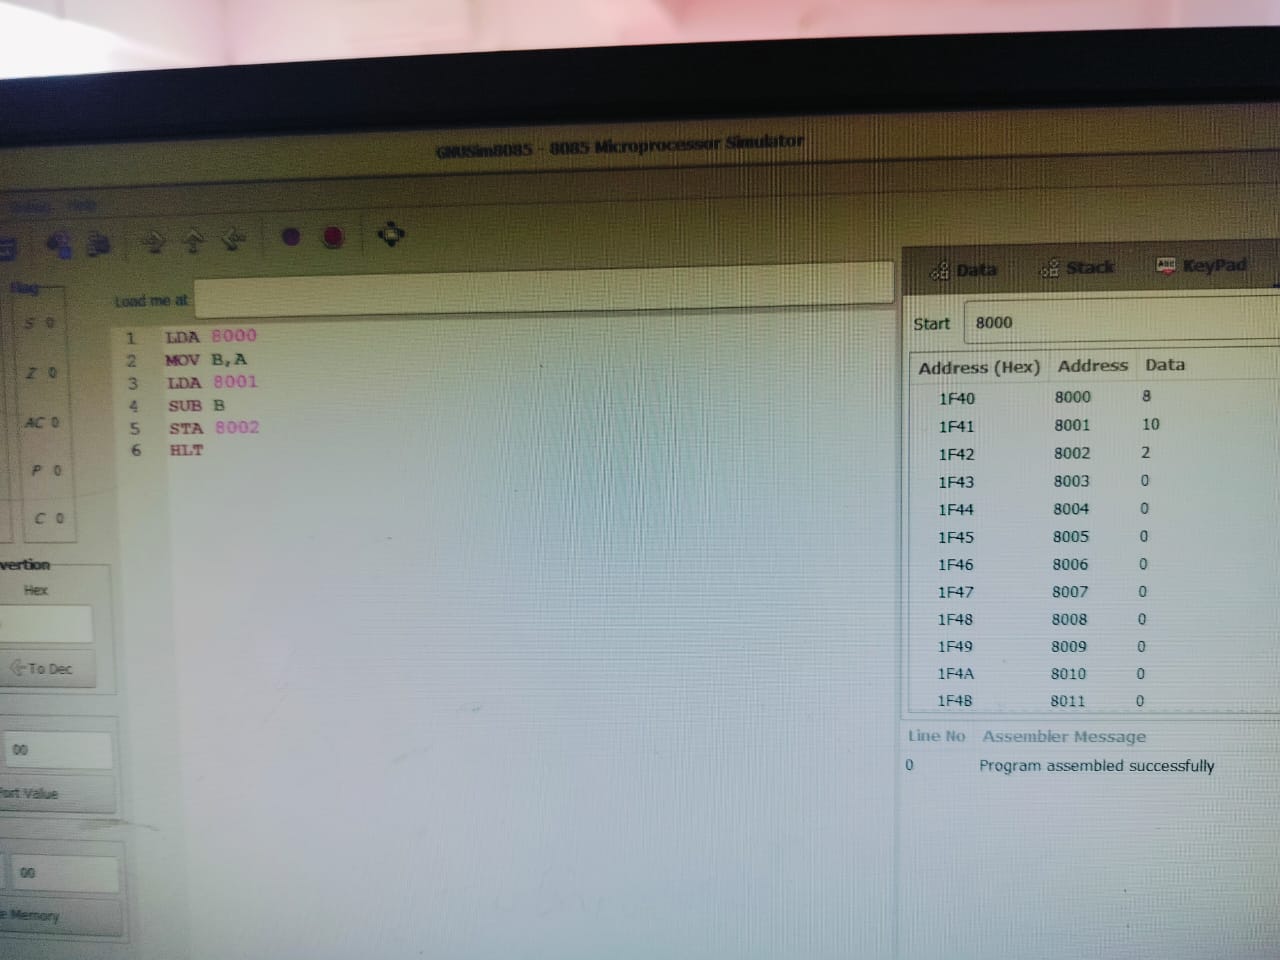 GNUSim8085 - 8085 Microprocessor Simulator
Help
Flag
S 0
Z 0
AC 0
P 0
C 0
vertion
Hex
To Dec
00
Port Value
00
e Memory
Load me at
1 LDA 8000
2 MOV B,A
3 LDA 8001
4 SUB B
5 STA 8002
6 HLT
Data Stack KeyPad
Start 8000
Address (Hex) Address Data
1F40 8000 8
1F41 8001 10
1F42 8002 2
1F43 8003 0
1F44 8004 0
1F45 8005 0
1F46 8006 0
1F47 8007 0
1F48 8008 0
1F49 8009 0
1F4A 8010 0
1F4B 8011 0
Line No Assembler Message
0 Program assembled successfully